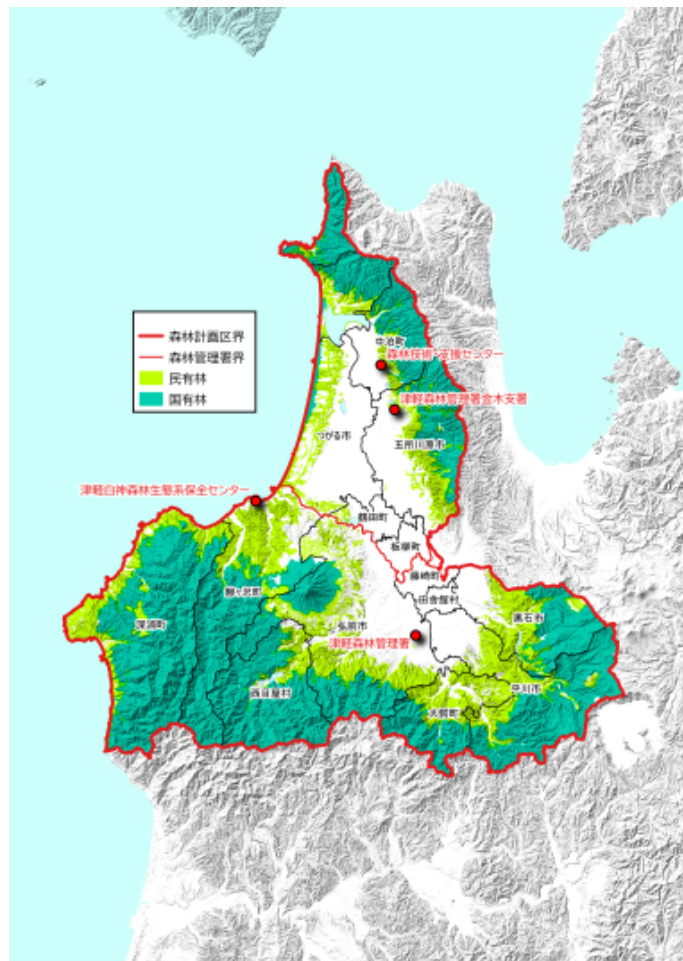 森林計画区界
森林管理署界
民有林
国有林
中泊町
森林技術・支援センター
津軽森林管理署金木支署
つがる市
五所川原市
津軽白神森林生態系保全センター
鶴田町
板柳町
藤崎町
田舎館村
鰺ヶ沢町
深浦町
弘前市
黒石市
津軽森林管理署
西目屋村
平川市
大鰐町